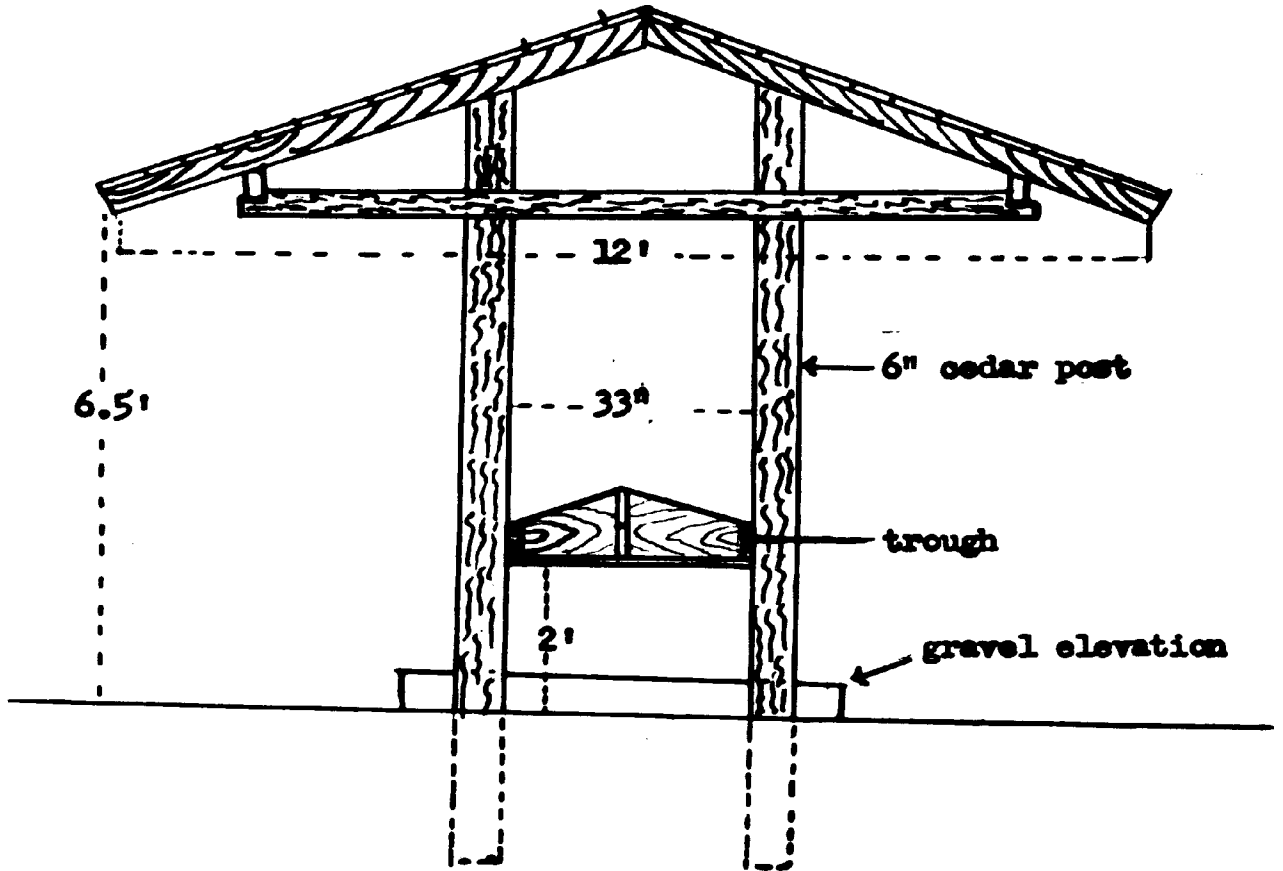 12'
6" cedar post
6.5'
33"
trough
2'
gravel elevation